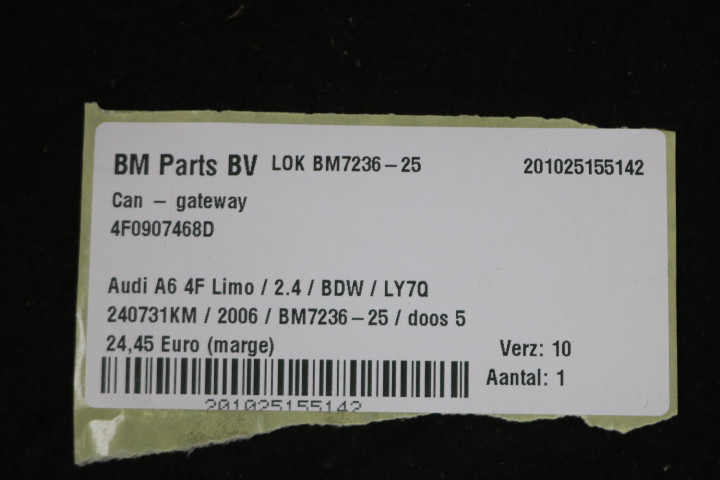 BM Parts BV LOK BM7236-25 201025155142
Can - gateway
4F0907468D
Audi A6 4F Limo / 2.4 / BDW / LY7Q
240731KM / 2006 / BM7236-25 / doos 5
24,45 Euro (marge) Verz: 10
Aantal: 1
201025155142